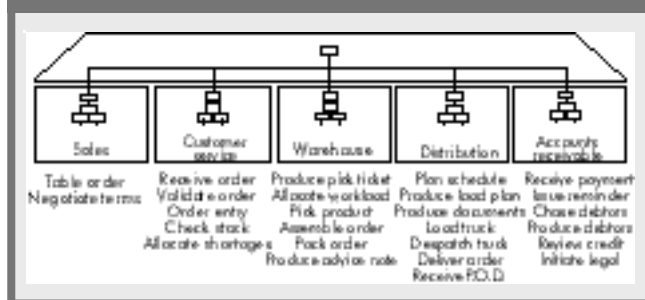 Sales
Customer
service
Warehouse
Distribution
Accounts
receivable
Table order
Negotiate terms
Receive order
Validate order
Order entry
Check stock
Allocate shortages
Produce pick ticket
Allocate workload
Pick product
Assemble order
Pack order
Produce advice note
Plan schedule
Produce load plan
Produce documents
Load truck
Despatch truck
Deliver order
Receive P.O.D
Receive payment
Issue reminder
Chase debtors
Produce debtors
Review credit
Initiate legal